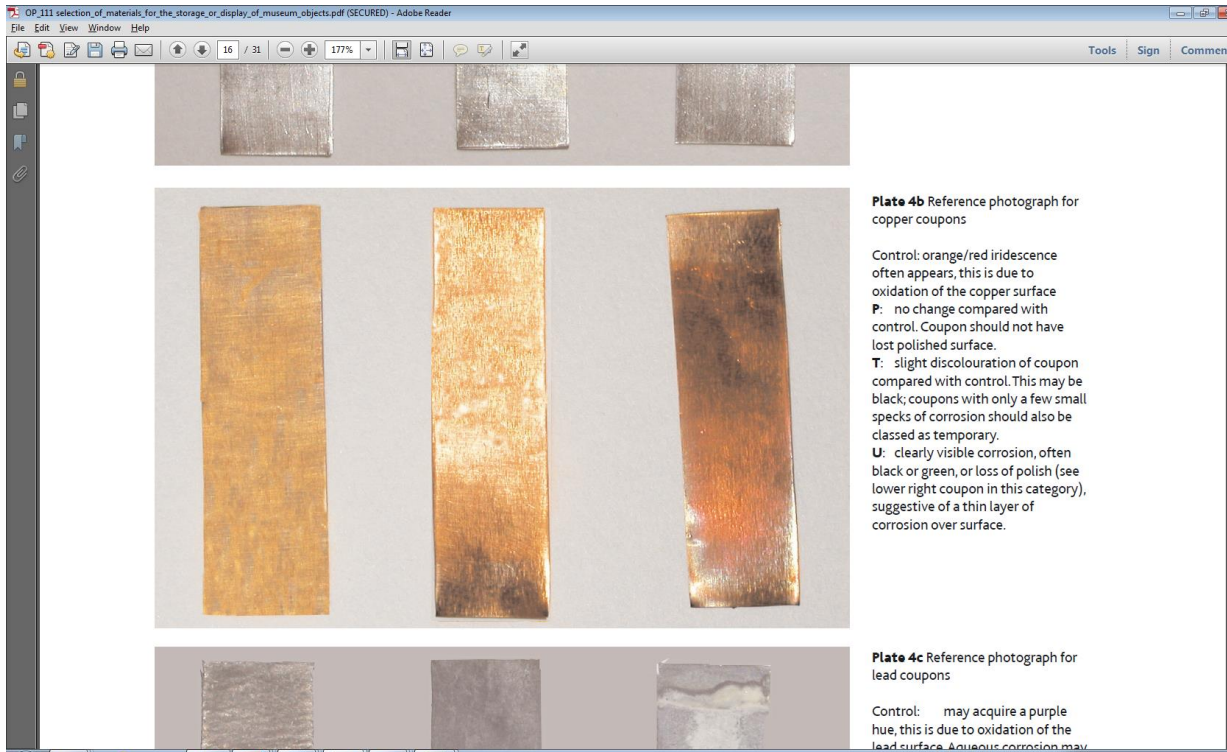 OP_111 selection_of_materials_for_the_storage_or_display_of_museum_objects.pdf (SECURED) - Adobe Reader
File Edit View Window Help
16 / 31 177% Tools Sign Commen
Plate 4b Reference photograph for
copper coupons
Control: orange/red iridescence
often appears, this is due to
oxidation of the copper surface
P: no change compared with
control. Coupon should not have
lost polished surface.
T: slight discolouration of coupon
compared with control. This may be
black; coupons with only a few small
specks of corrosion should also be
classed as temporary.
U: clearly visible corrosion, often
black or green, or loss of polish (see
lower right coupon in this category),
suggestive of a thin layer of
corrosion over surface.
Plate 4c Reference photograph for
lead coupons
Control: may acquire a purple
hue, this is due to oxidation of the
lead surface. Aqueous corrosion may